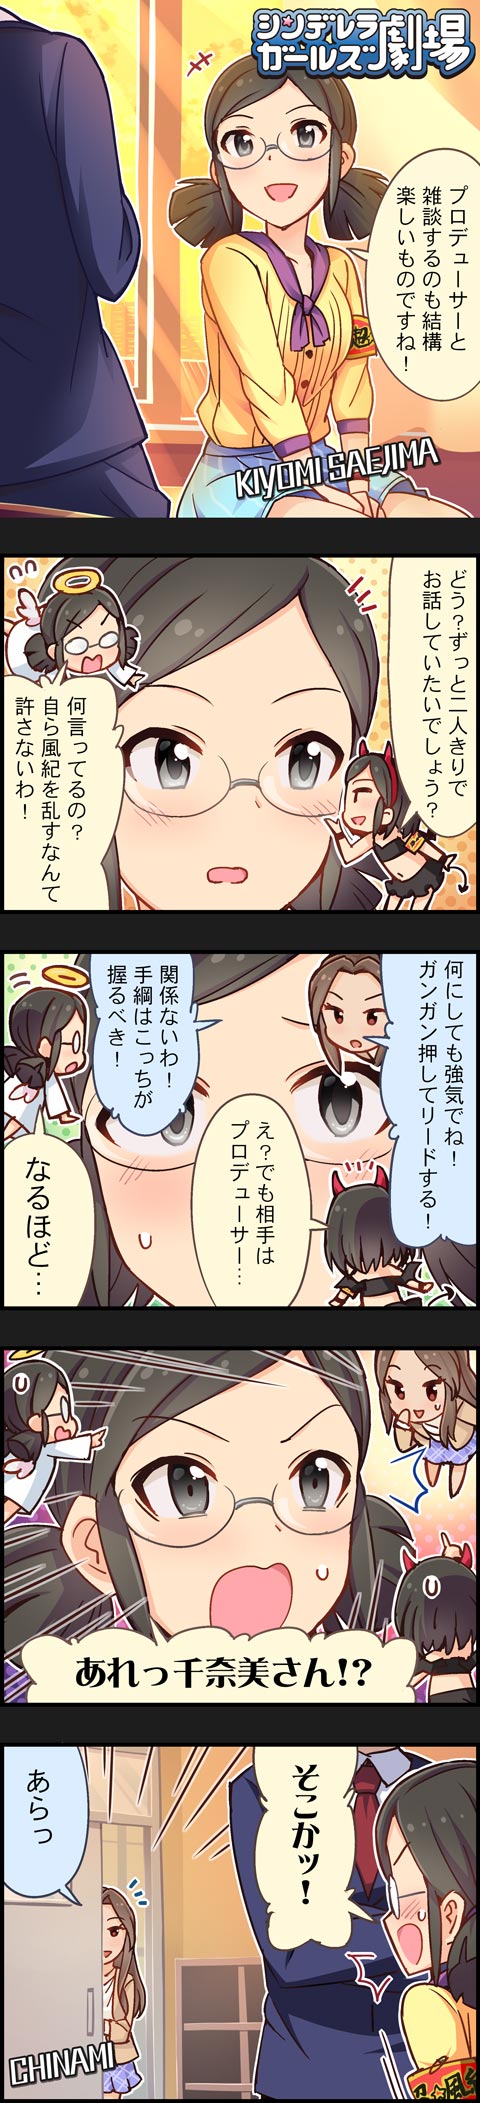 シンデレラ
ガールズ劇場
プロデューサーと
雑談するのも結構
楽しいものですね！
超
KIYOMI SAEJIMA
どう？ずっと二人きりで
お話していたいでしょう？
何言ってるの？
自ら風紀を乱すなんて
許さないわ！
何にしても強気でね！
ガンガン押してリードする！
関係ないわ！
手綱はこっちが
握るべき！
え？でも相手は
プロデューサー…
なるほど…
あれっ千奈美さん!?
そこかッ！
あらっ
CHINAMI
超★風紀